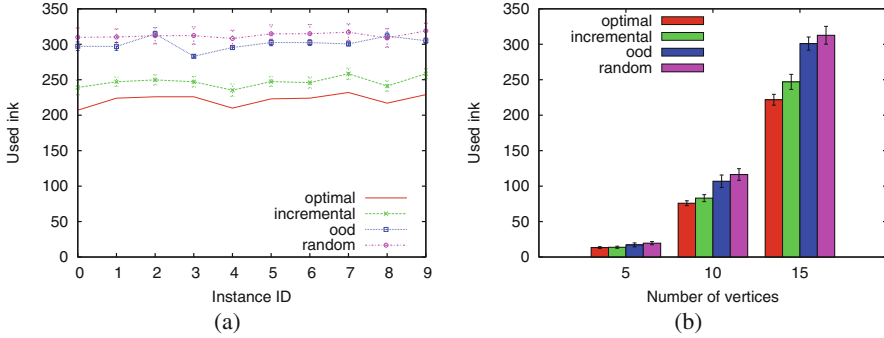 350
300
250
200
150
100
50
0
Used ink
optimal
incremental
ood
random
0 1 2 3 4 5 6 7 8 9
Instance ID
(a)
350
300
250
200
150
100
50
0
Used ink
optimal
incremental
ood
random
5 10 15
Number of vertices
(b)